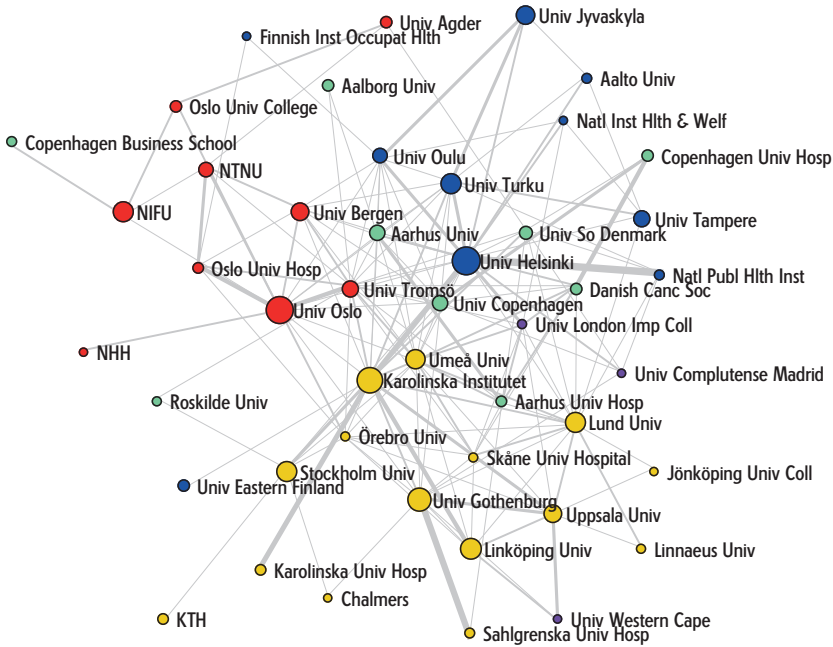 Univ Agder
Univ Jyvaskyla
Finnish Inst Occupat Hlth
Aalborg Univ
Aalto Univ
Oslo Univ College
Natl Inst Hlth & Welf
Copenhagen Business School
NTNU
Univ Oulu
Copenhagen Univ Hosp
Univ Turku
NIFU
Univ Bergen
Univ Tampere
Aarhus Univ
Univ So Denmark
Oslo Univ Hosp
Univ Helsinki
Natl Publ Hlth Inst
Univ Tromsö
Danish Canc Soc
Univ Oslo
Univ Copenhagen
Univ London Imp Coll
NHH
Umeå Univ
Univ Complutense Madrid
Karolinska Institutet
Roskilde Univ
Aarhus Univ Hosp
Lund Univ
Örebro Univ
Skåne Univ Hospital
Stockholm Univ
Jönköping Univ Coll
Univ Eastern Finland
Univ Gothenburg
Uppsala Univ
Linköping Univ
Linnaeus Univ
Karolinska Univ Hosp
Chalmers
KTH
Univ Western Cape
Sahlgrenska Univ Hosp